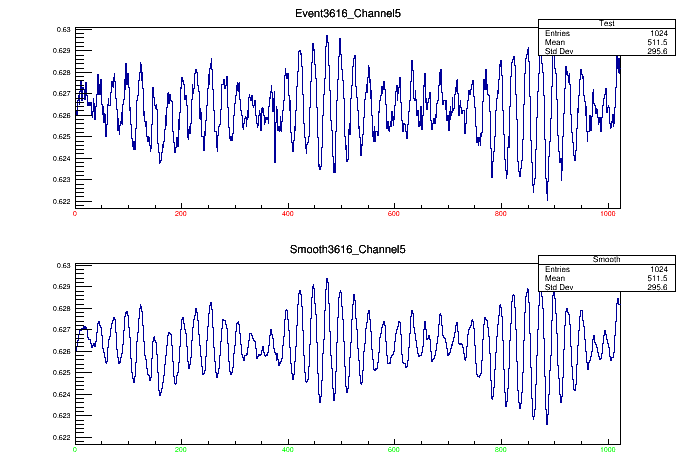 Event3616_Channel5
Test
Entries 1024
Mean 511.5
Std Dev 295.6
0.63
0.629
0.628
0.627
0.626
0.625
0.624
0.623
0.622
0 200 400 600 800 1000
Smooth3616_Channel5
Smooth
Entries 1024
Mean 511.5
Std Dev 295.6
0.63
0.629
0.628
0.627
0.626
0.625
0.624
0.623
0.622
0 200 400 600 800 1000